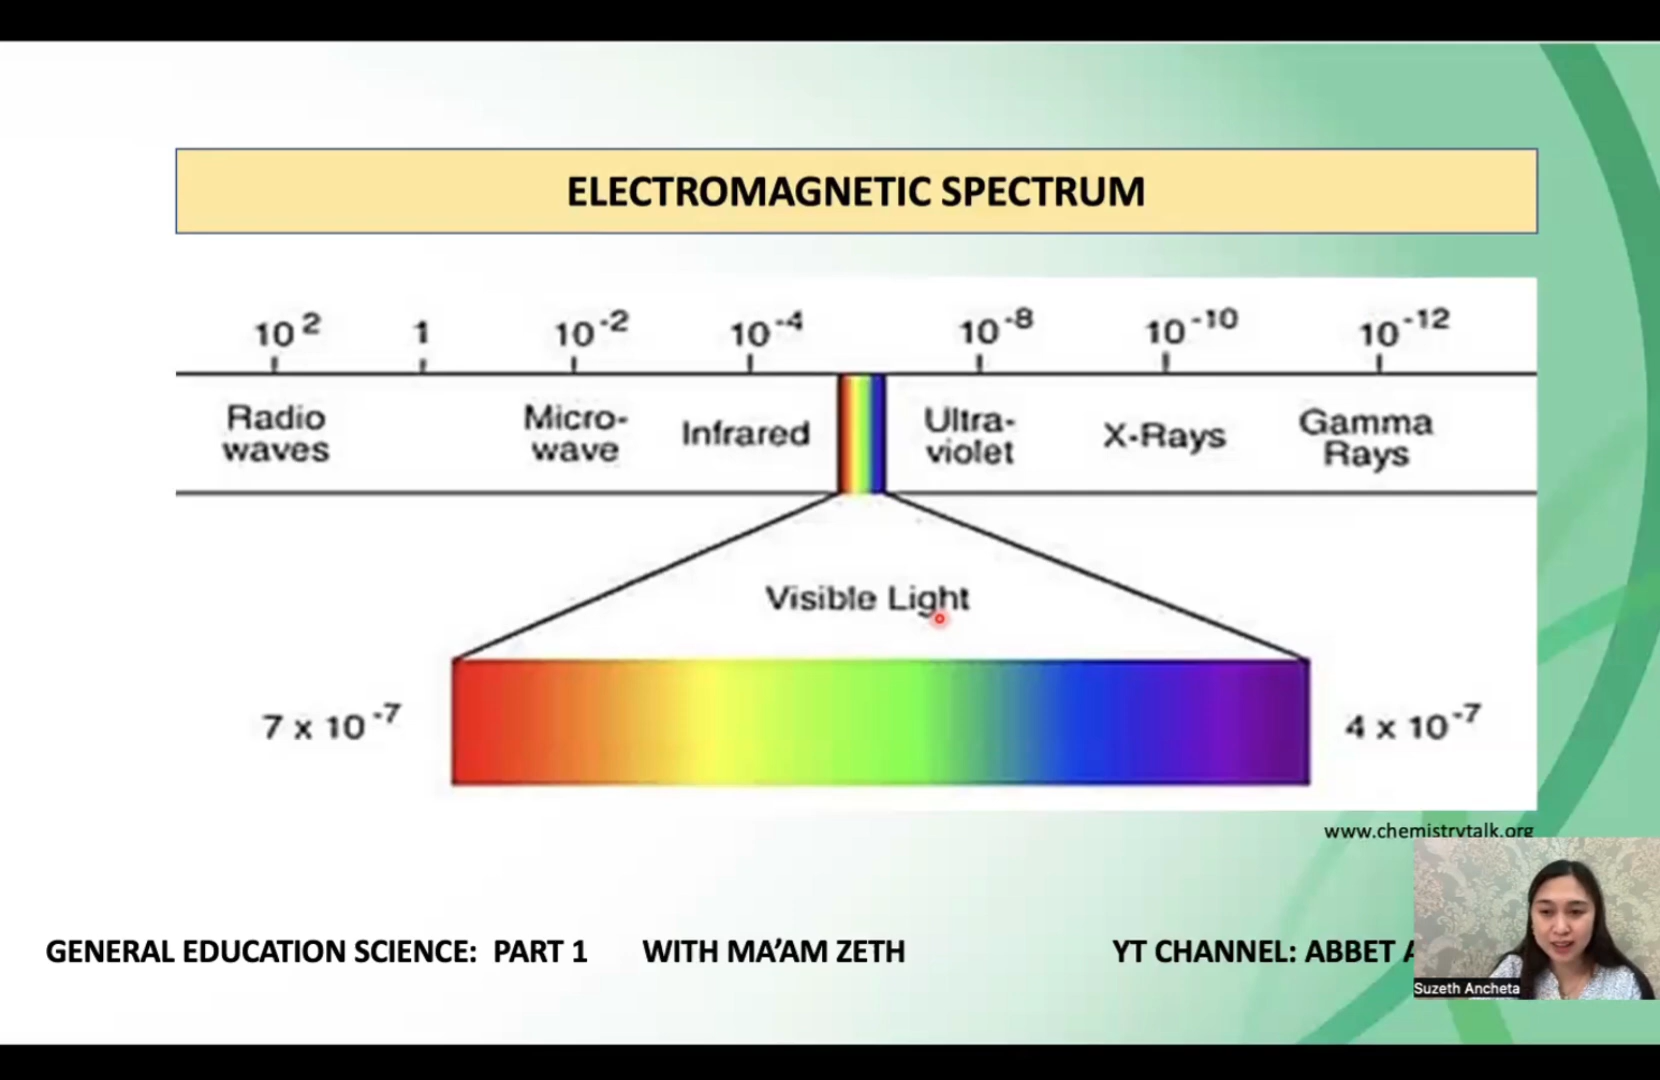 ELECTROMAGNETIC SPECTRUM
10² 1 10⁻² 10⁻⁴ 10⁻⁸ 10⁻¹⁰ 10⁻¹²
Radio
waves
Micro-
wave
Infrared
Ultra-
violet
X-Rays
Gamma
Rays
Visible Light
7 x 10⁻⁷
4 x 10⁻⁷
www.chemistrytalk.org
GENERAL EDUCATION SCIENCE: PART 1 WITH MA’AM ZETH YT CHANNEL: ABBET A
Suzeth Ancheta